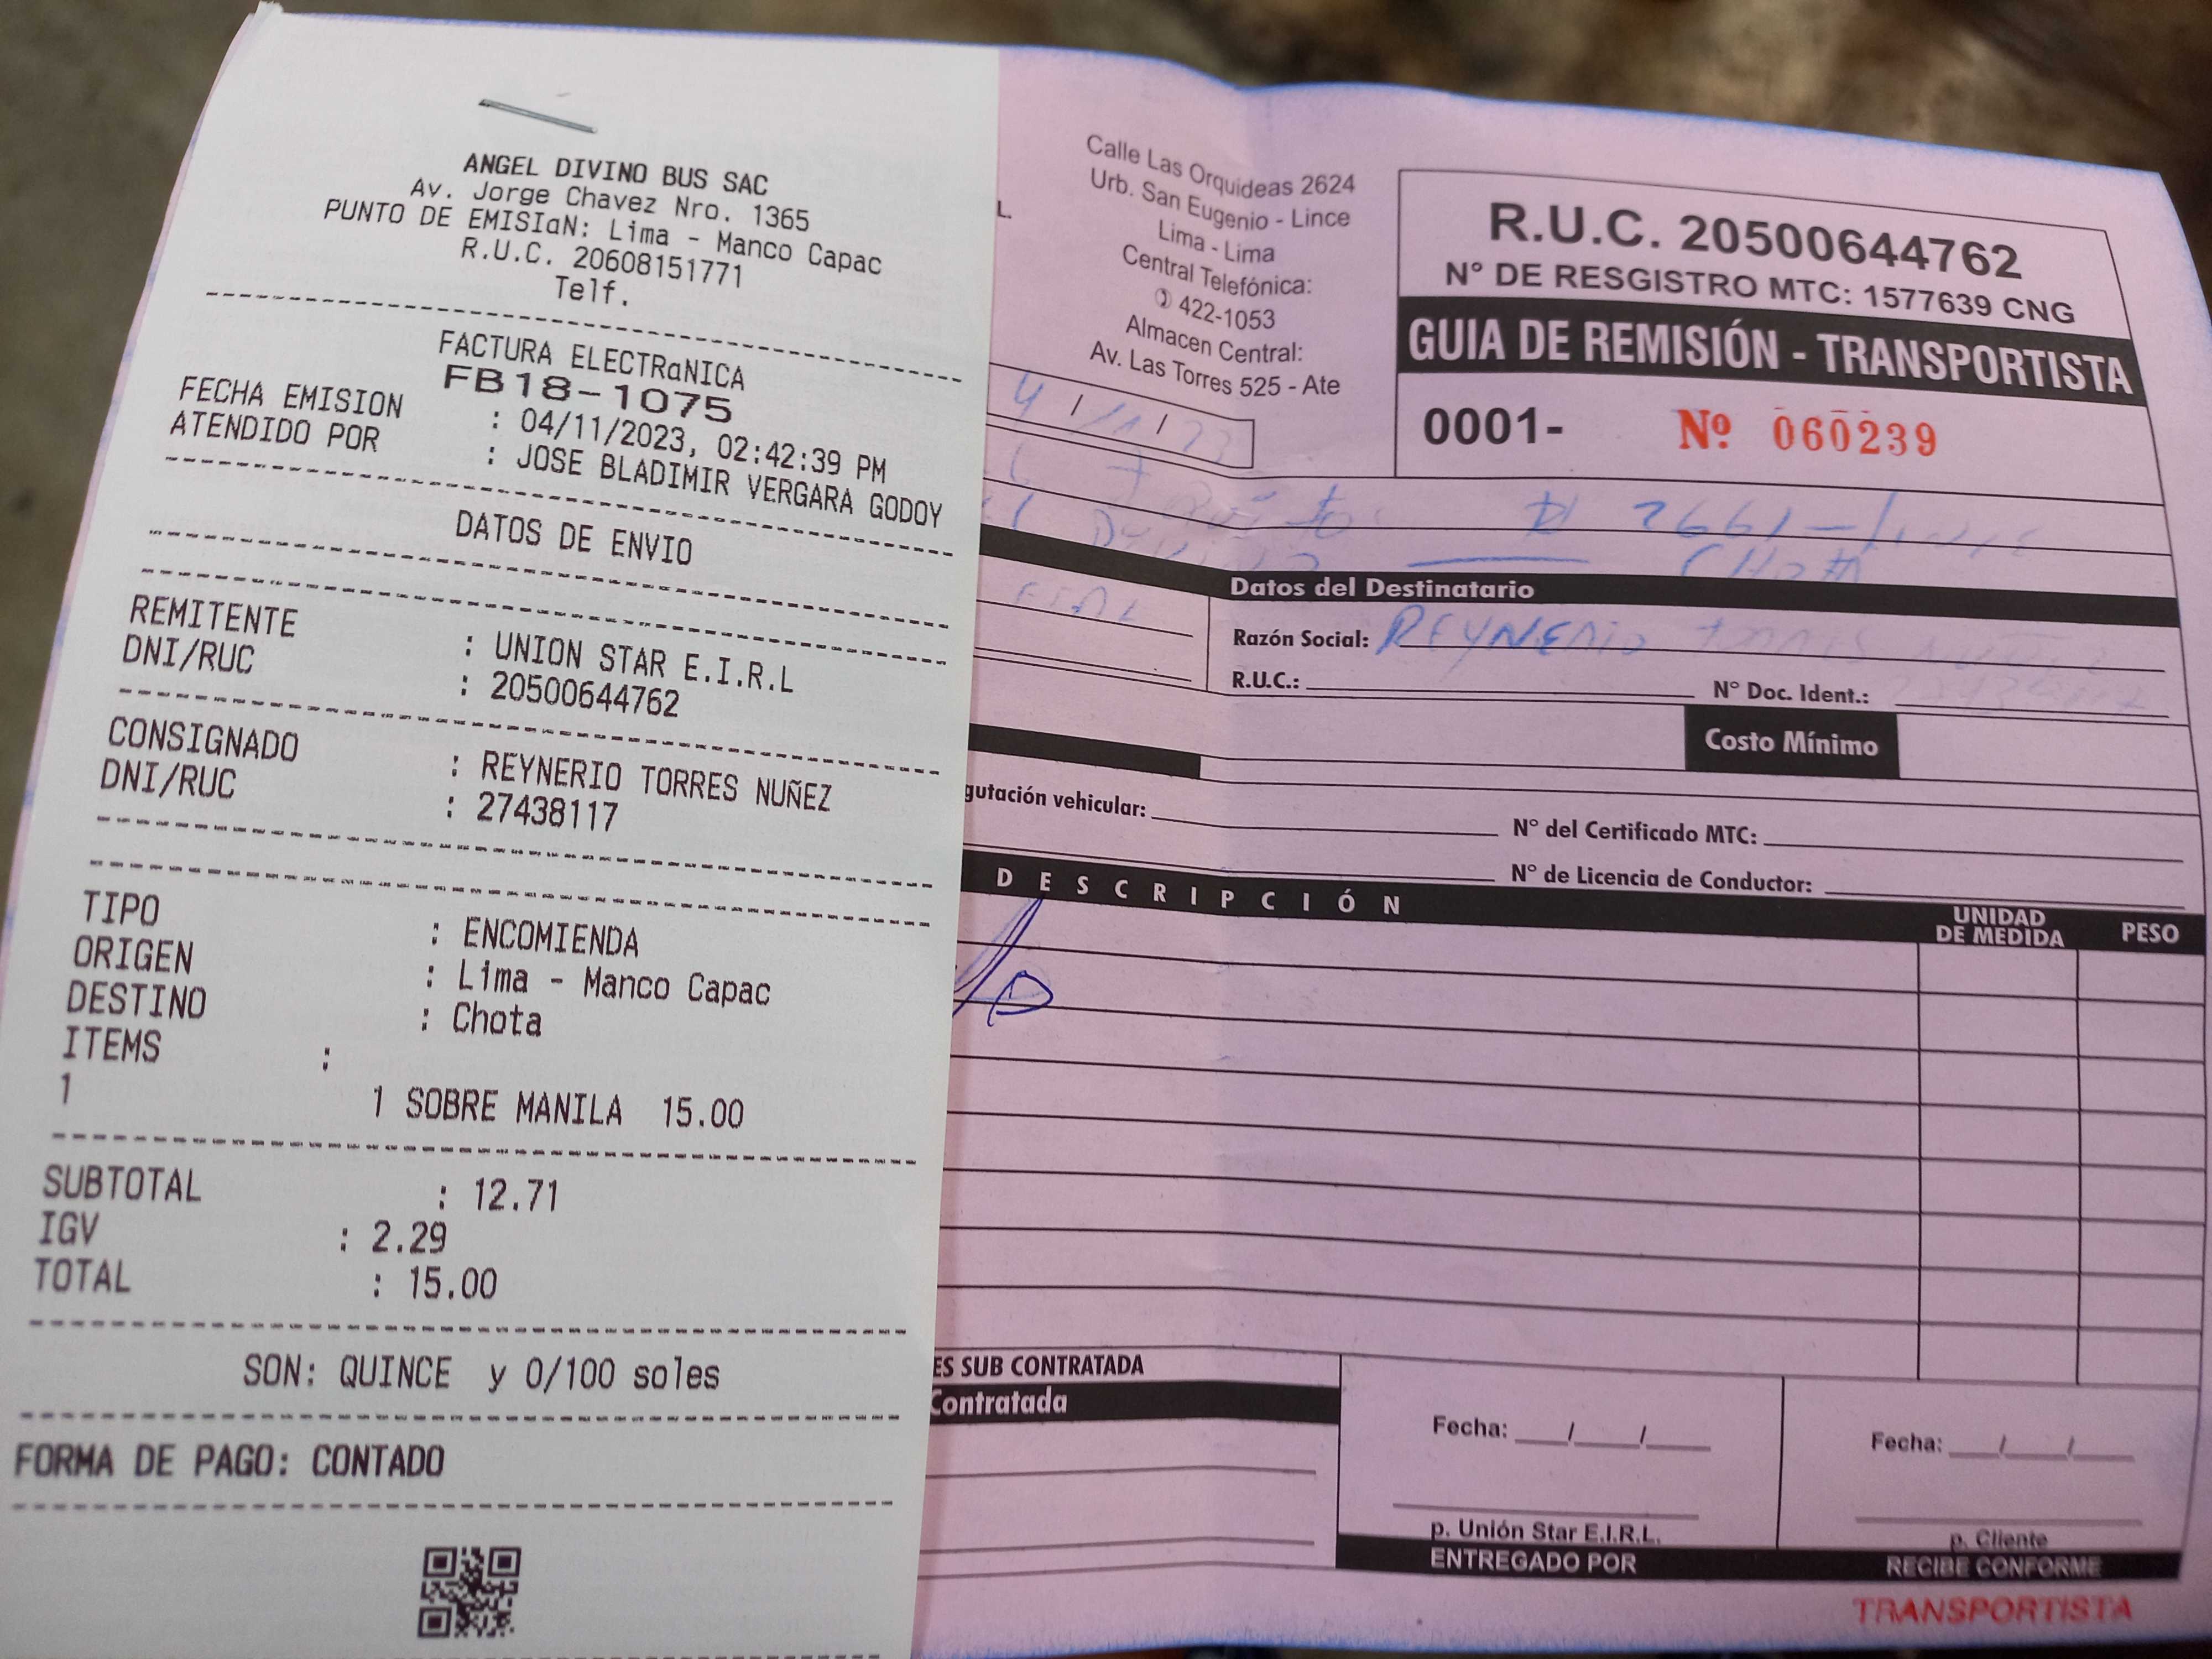 ANGEL DIVINO BUS SAC
Av. Jorge Chavez Nro. 1365
PUNTO DE EMISIαN: Lima - Manco Capac
R.U.C. 20608151771
Telf.
FACTURA ELECTRαNICA
FB18-1075
FECHA EMISION : 04/11/2023, 02:42:39 PM
ATENDIDO POR : JOSE BLADIMIR VERGARA GODOY
DATOS DE ENVIO
REMITENTE : UNION STAR E.I.R.L
DNI/RUC : 20500644762
CONSIGNADO : REYNERIO TORRES NUÑEZ
DNI/RUC : 27438117
TIPO : ENCOMIENDA
ORIGEN : Lima - Manco Capac
DESTINO : Chota
ITEMS :
1 1 SOBRE MANILA 15.00
SUBTOTAL : 12.71
IGV : 2.29
TOTAL : 15.00
SON: QUINCE y 0/100 soles
FORMA DE PAGO: CONTADO
L.
Calle Las Orquideas 2624
Urb. San Eugenio - Lince
Lima - Lima
Central Telefónica:
422-1053
Almacen Central:
Av. Las Torres 525 - Ate
R.U.C. 20500644762
N° DE RESGISTRO MTC: 1577639 CNG
GUIA DE REMISIÓN - TRANSPORTISTA
0001- Nº 060239
4 / 11 / 23
CHOTA
Datos del Destinatario
Razón Social: REYNERIO TORRES
R.U.C.: N° Doc. Ident.:
Costo Mínimo
gutación vehicular: N° del Certificado MTC:
N° de Licencia de Conductor:
DESCRIPCIÓN UNIDAD DE MEDIDA PESO
ES SUB CONTRATADA
Contratada
Fecha: / / Fecha: / /
p. Unión Star E.I.R.L. p. Cliente
ENTREGADO POR RECIBE CONFORME
TRANSPORTISTA